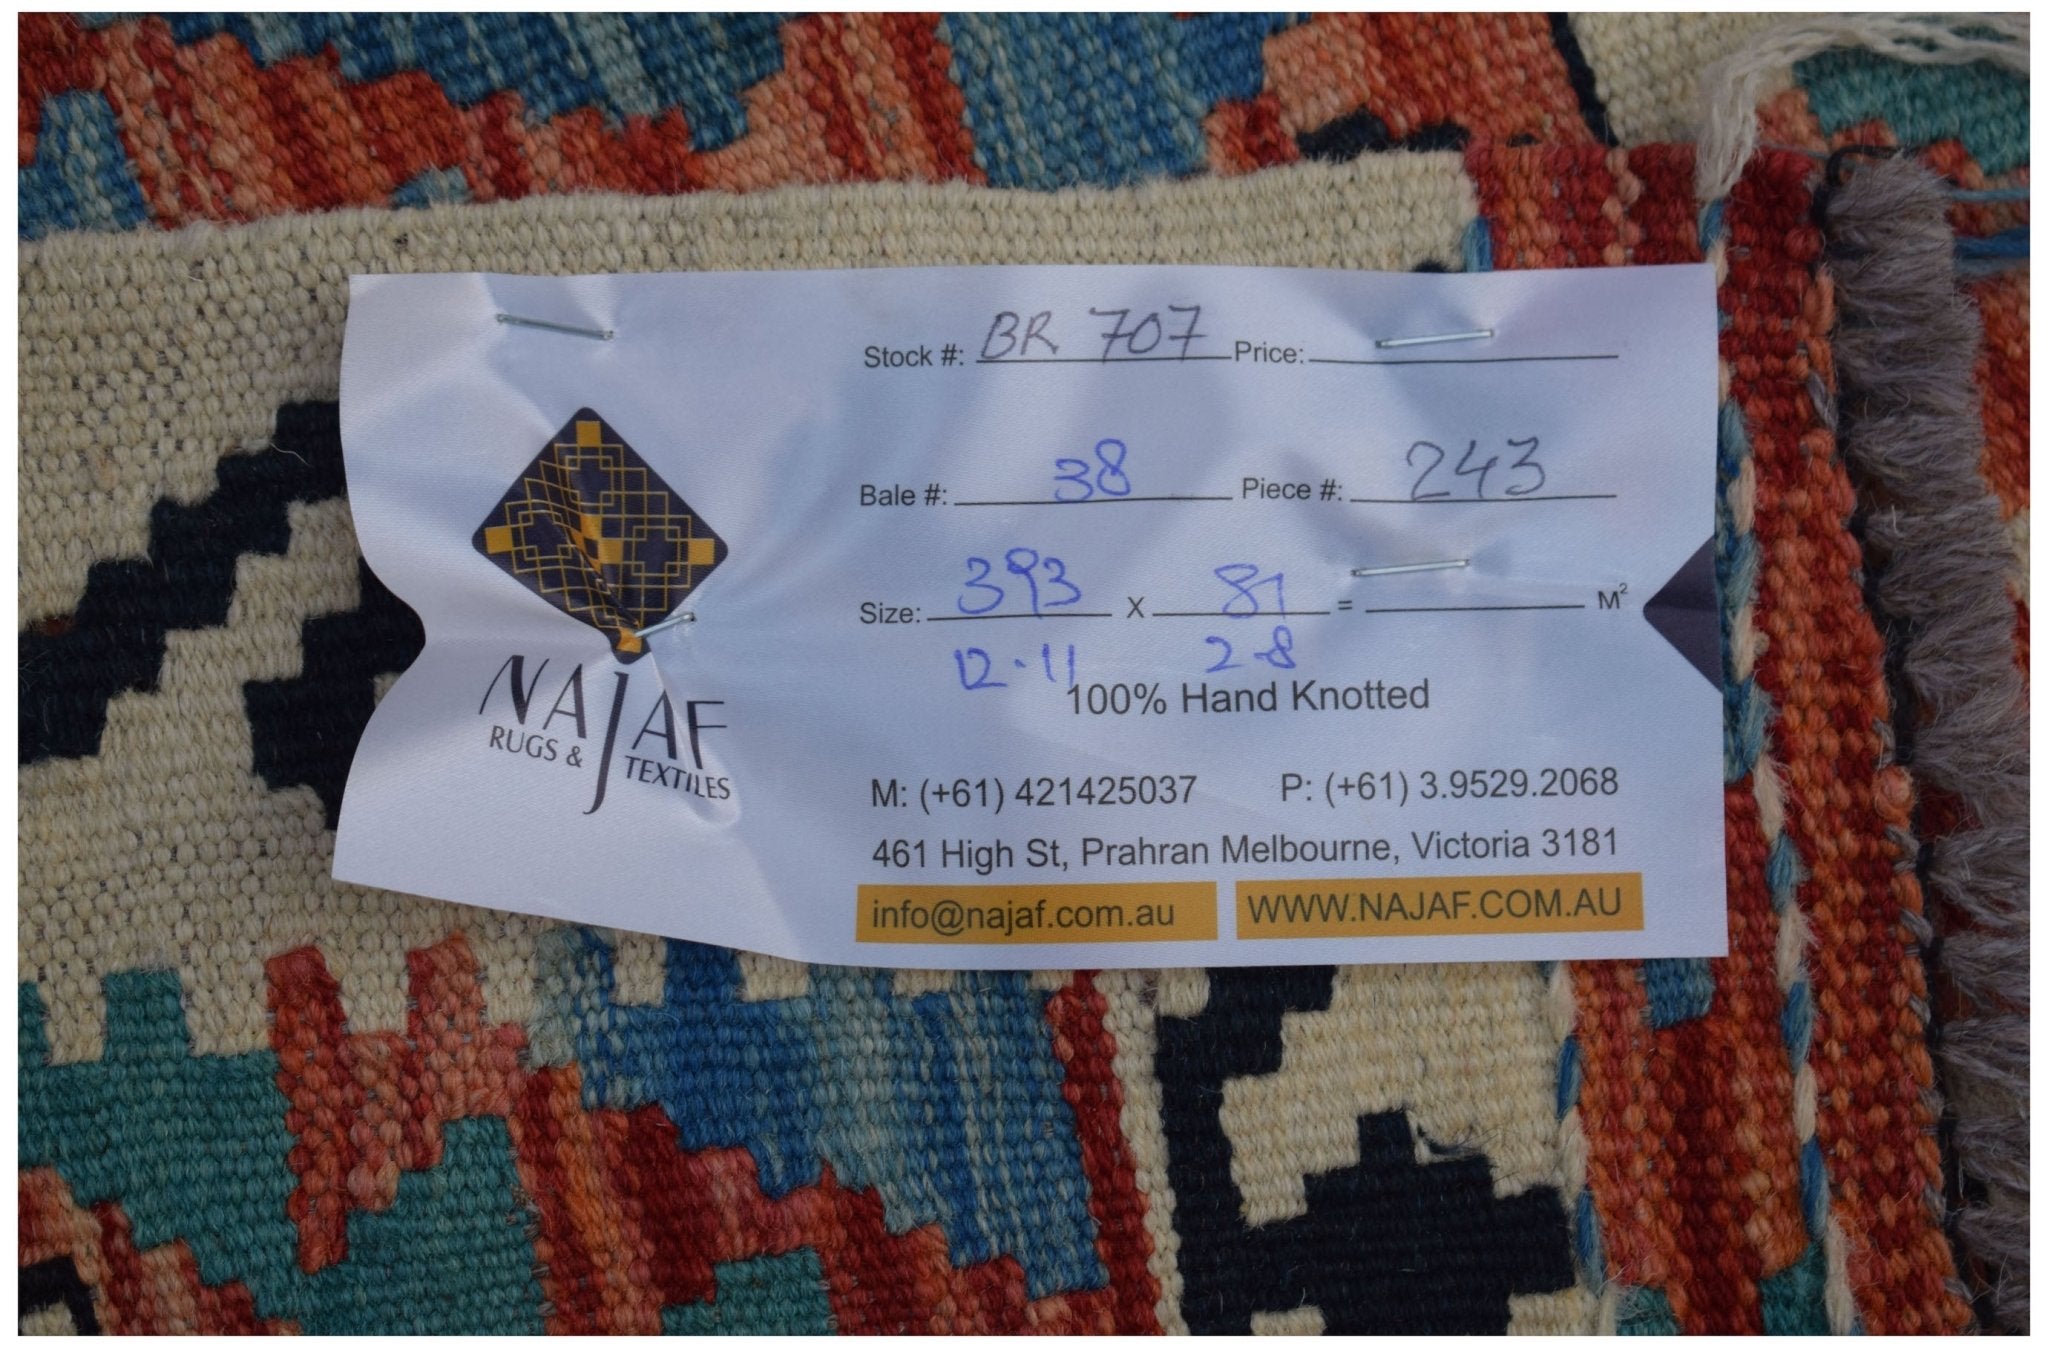 Stock #: BR 707 Price:
Bale #: 38 Piece #: 243
Size: 393 X 81 = M²
12-11 2-8
100% Hand Knotted
NAJAF
RUGS & TEXTILES
M: (+61) 421425037 P: (+61) 3.9529.2068
461 High St, Prahran Melbourne, Victoria 3181
info@najaf.com.au WWW.NAJAF.COM.AU